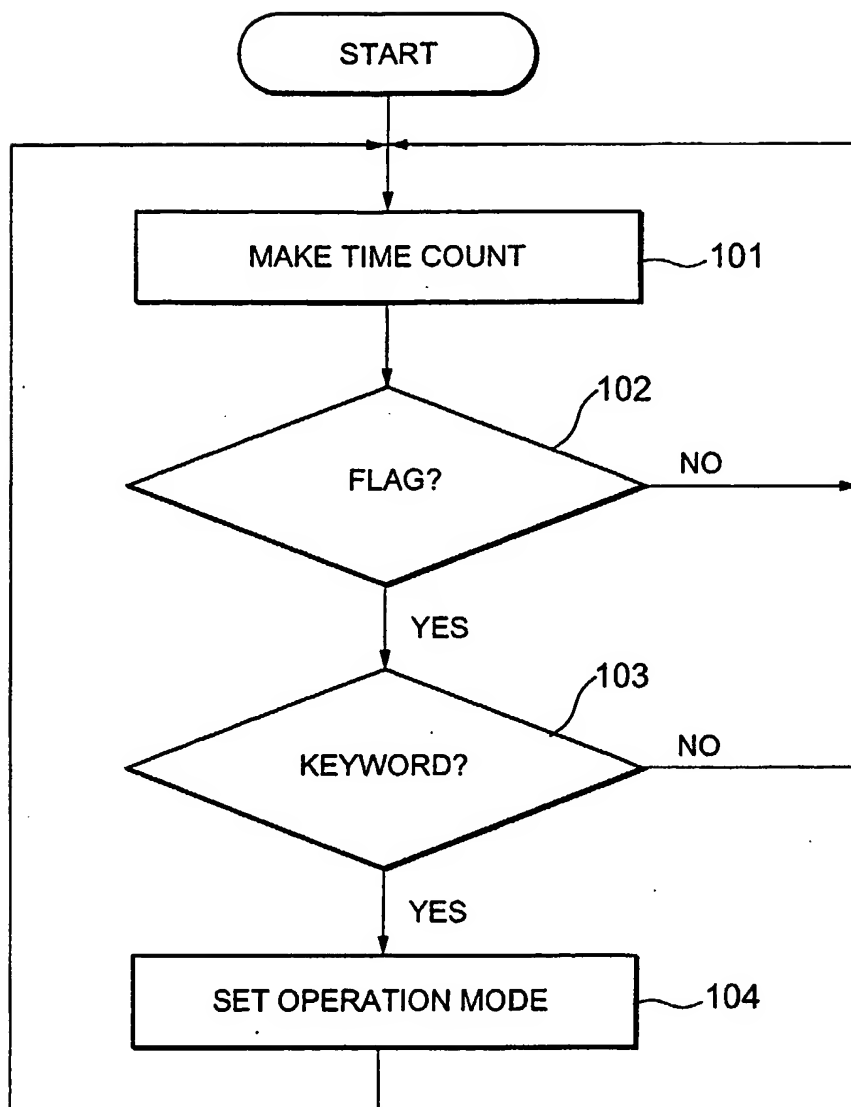 START
MAKE TIME COUNT
101
102
FLAG?
NO
YES
103
KEYWORD?
NO
YES
SET OPERATION MODE
104